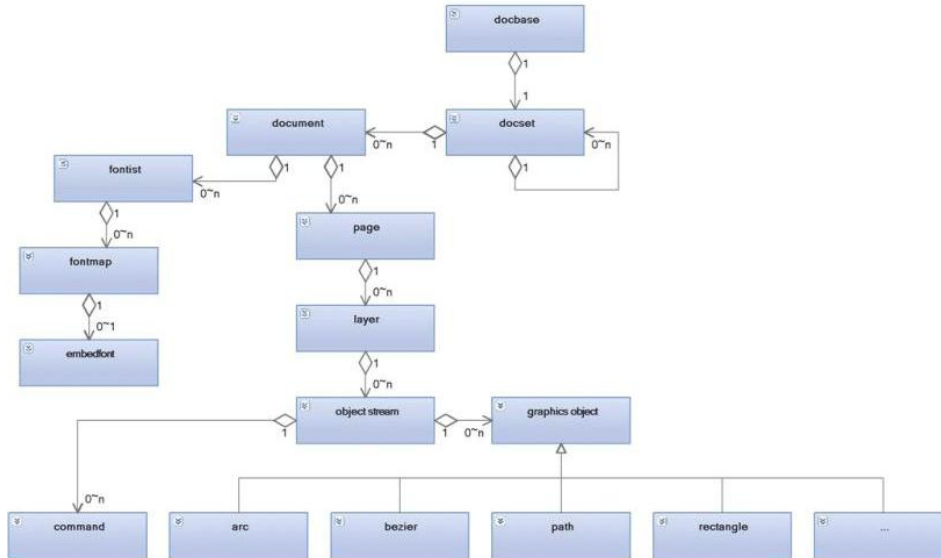 docbase
1
1
document
docset
0~n
1
0~n
1
1
1
fontist
0~n
0~n
1
page
0~n
fontmap
1
0~n
1
layer
0~1
1
embedfont
0~n
object stream
graphics object
1
1
0~n
0~n
command
arc
bezier
path
rectangle
...